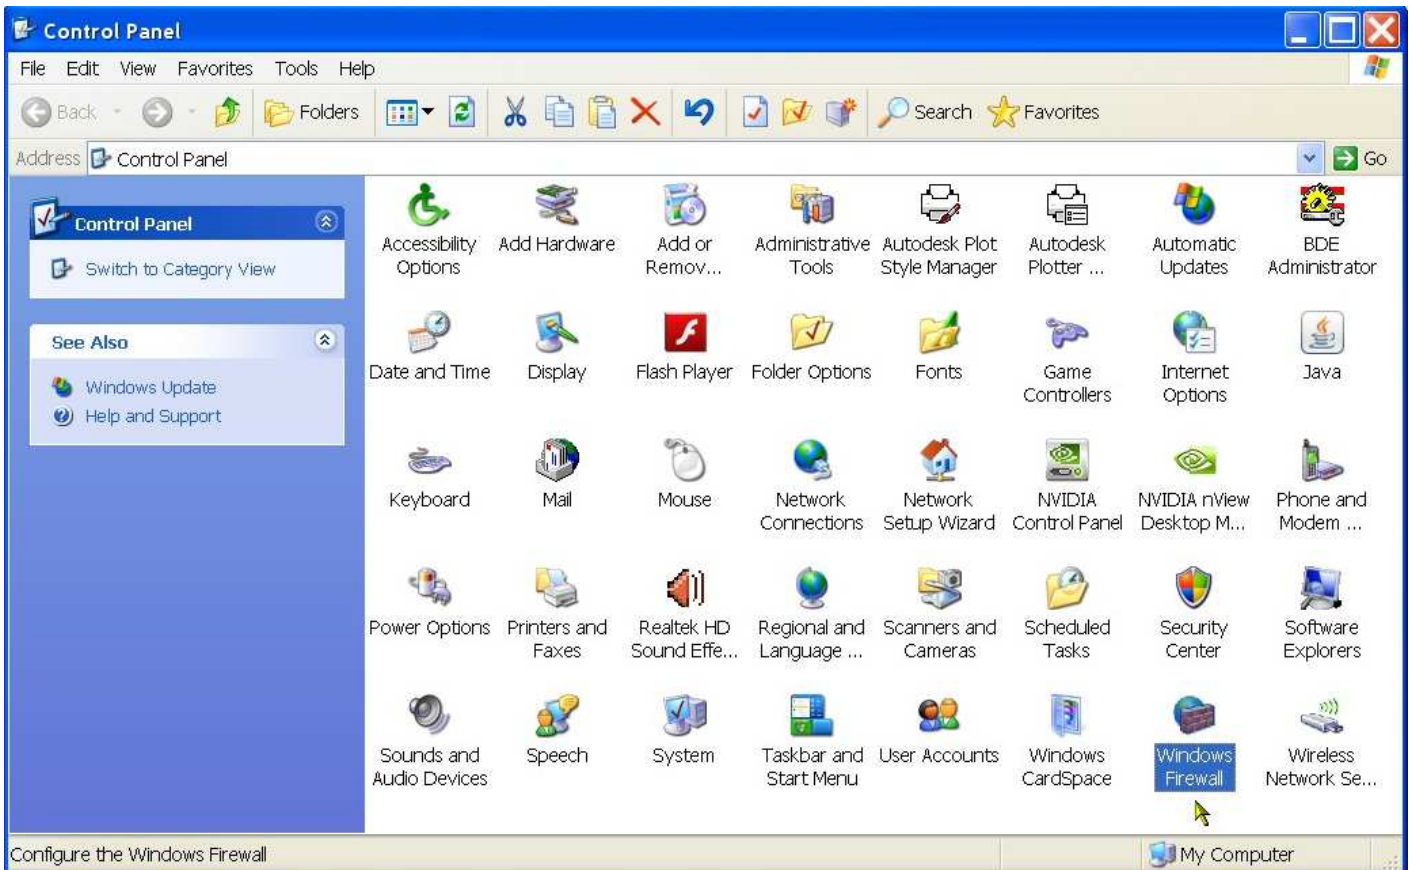 Control Panel
File Edit View Favorites Tools Help
Back Folders Search Favorites
Address Control Panel Go
Control Panel
Switch to Category View
See Also
Windows Update
Help and Support
Accessibility Options
Add Hardware
Add or Remov...
Administrative Tools
Autodesk Plot Style Manager
Autodesk Plotter ...
Automatic Updates
BDE Administrator
Date and Time
Display
Flash Player
Folder Options
Fonts
Game Controllers
Internet Options
Java
Keyboard
Mail
Mouse
Network Connections
Network Setup Wizard
NVIDIA Control Panel
NVIDIA nView Desktop M...
Phone and Modem ...
Power Options
Printers and Faxes
Realtek HD Sound Effe...
Regional and Language ...
Scanners and Cameras
Scheduled Tasks
Security Center
Software Explorers
Sounds and Audio Devices
Speech
System
Taskbar and Start Menu
User Accounts
Windows CardSpace
Windows Firewall
Wireless Network Se...
Configure the Windows Firewall
My Computer